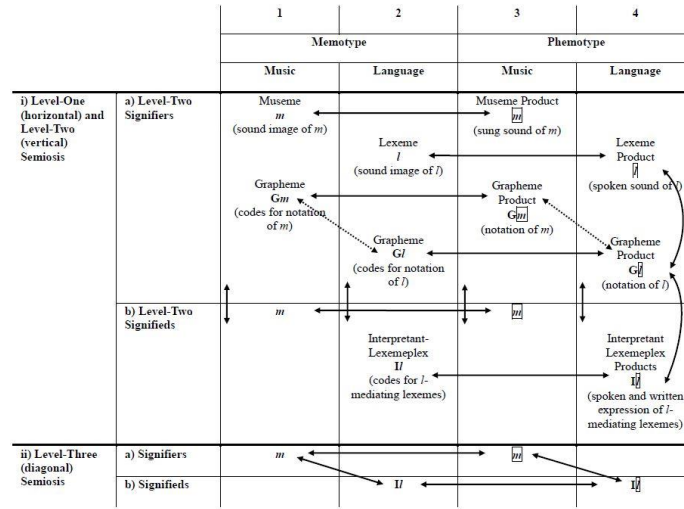 1 2 3 4
Memotype Phemotype
Music Language Music Language
i) Level-One (horizontal) and Level-Two (vertical) Semiosis
a) Level-Two Signifiers
Museme
m
(sound image of m)
Museme Product
m
(sung sound of m)
Lexeme
l
(sound image of l)
Lexeme
Product
l
(spoken sound of l)
Grapheme
Gm
(codes for notation
of m)
Grapheme
Product
Gm
(notation of m)
Grapheme
Gl
(codes for notation
of l)
Grapheme
Product
Gl
(notation of l)
b) Level-Two Signifieds
m
m
Interpretant-
Lexemeplex
Il
(codes for l-
mediating lexemes)
Interpretant
Lexemeplex
Products
Il
(spoken and written
expression of l-
mediating lexemes)
ii) Level-Three (diagonal) Semiosis
a) Signifiers
m
m
b) Signifieds
Il
Il